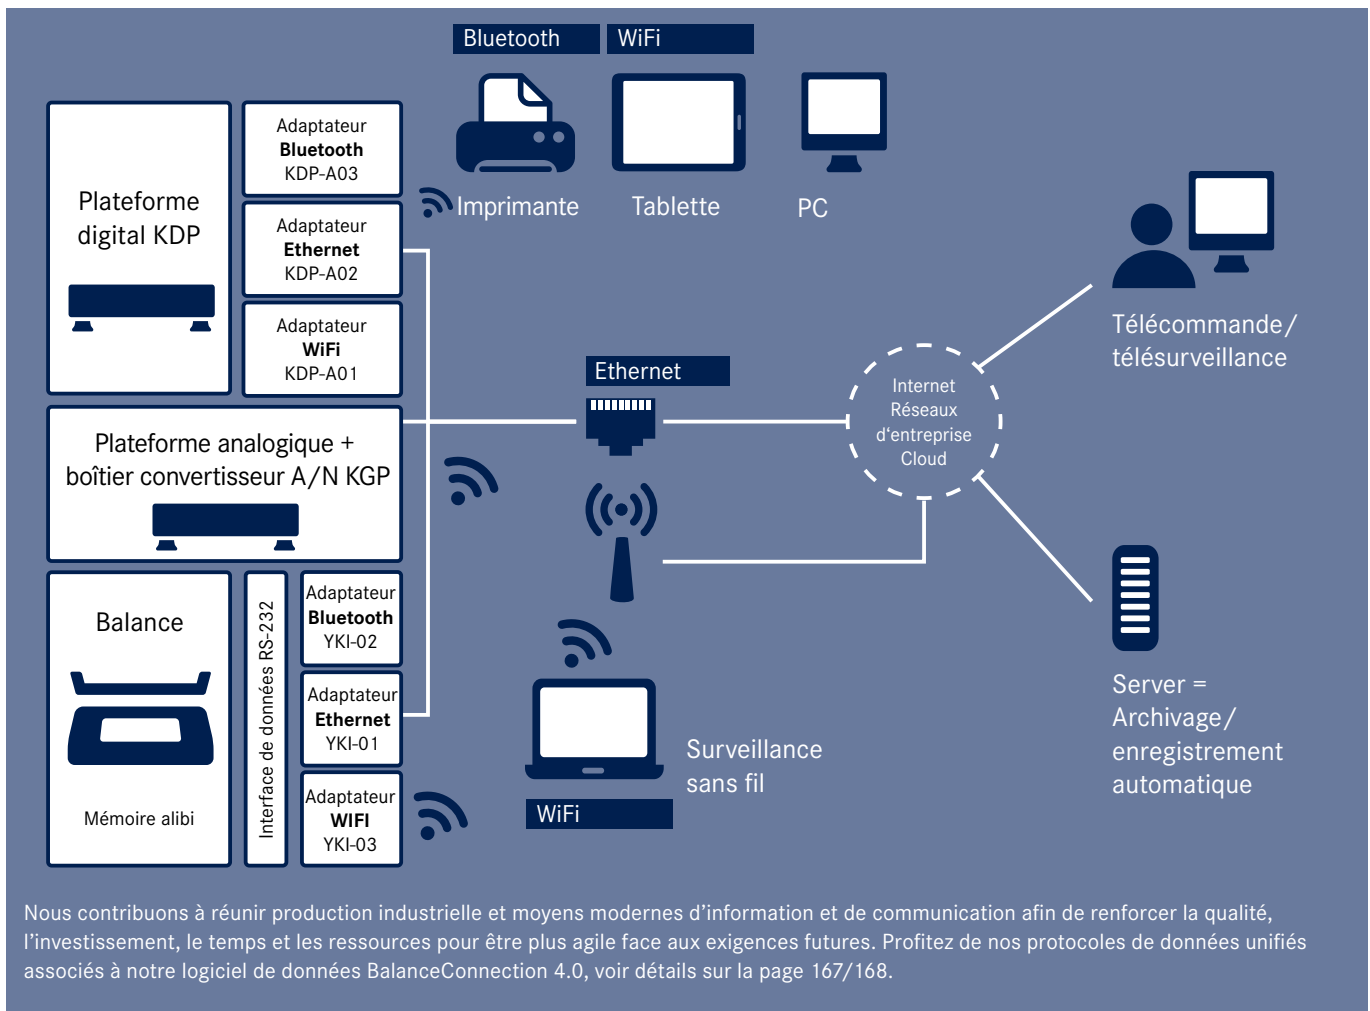 Bluetooth
WiFi
Imprimante
Tablette
PC
Plateforme
digital KDP
Adaptateur
Bluetooth
KDP-A03
Adaptateur
Ethernet
KDP-A02
Adaptateur
WiFi
KDP-A01
Plateforme analogique +
boîtier convertisseur A/N KGP
Balance
Mémoire alibi
Interface de données RS-232
Adaptateur
Bluetooth
YKI-02
Adaptateur
Ethernet
YKI-01
Adaptateur
WIFI
YKI-03
Ethernet
Surveillance
sans fil
WiFi
Internet
Réseaux
d‘entreprise
Cloud
Télécommande/
télésurveillance
Server =
Archivage/
enregistrement
automatique
Nous contribuons à réunir production industrielle et moyens modernes d’information et de communication afin de renforcer la qualité,
l’investissement, le temps et les ressources pour être plus agile face aux exigences futures. Profitez de nos protocoles de données unifiés
associés à notre logiciel de données BalanceConnection 4.0, voir détails sur la page 167/168.